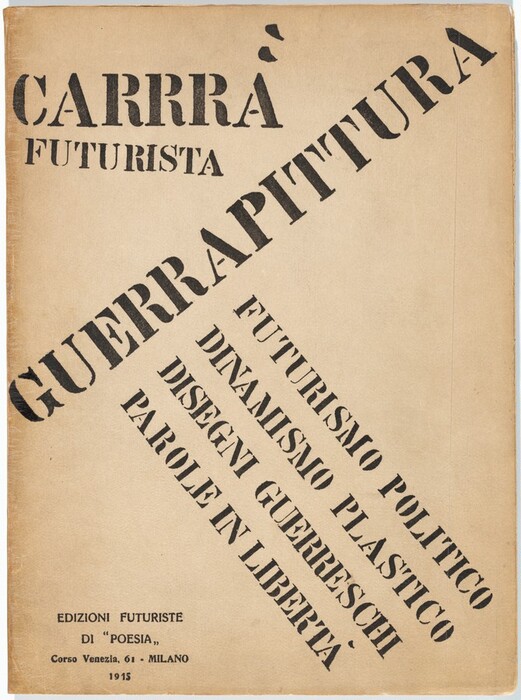 CARRRÀ
FUTURISTA
GUERRAPITTURA
FUTURISMO POLITICO
DINAMISMO PLASTICO
DISEGNI GUERRESCHI
PAROLE IN LIBERTÀ
EDIZIONI FUTURISTE
DI "POESIA„
Corso Venezia, 61 - MILANO
1915